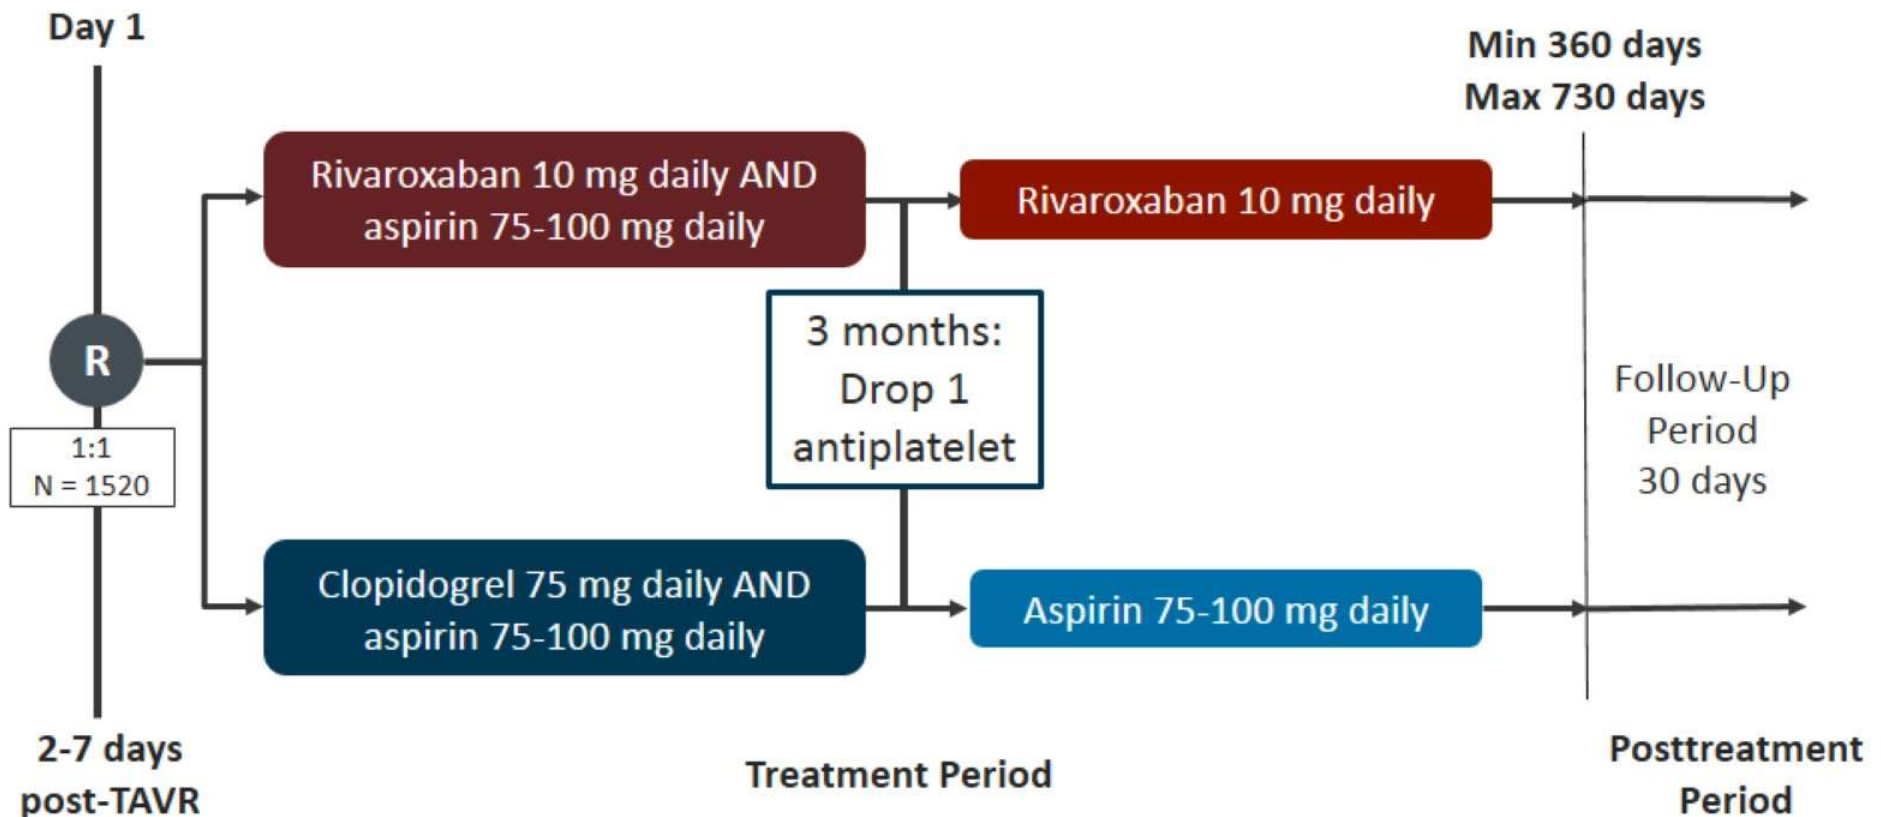 Day 1
Min 360 days
Max 730 days
Rivaroxaban 10 mg daily AND
aspirin 75-100 mg daily
Rivaroxaban 10 mg daily
R
1:1
N = 1520
3 months:
Drop 1
antiplatelet
Follow-Up
Period
30 days
Clopidogrel 75 mg daily AND
aspirin 75-100 mg daily
Aspirin 75-100 mg daily
2-7 days
post-TAVR
Treatment Period
Posttreatment
Period